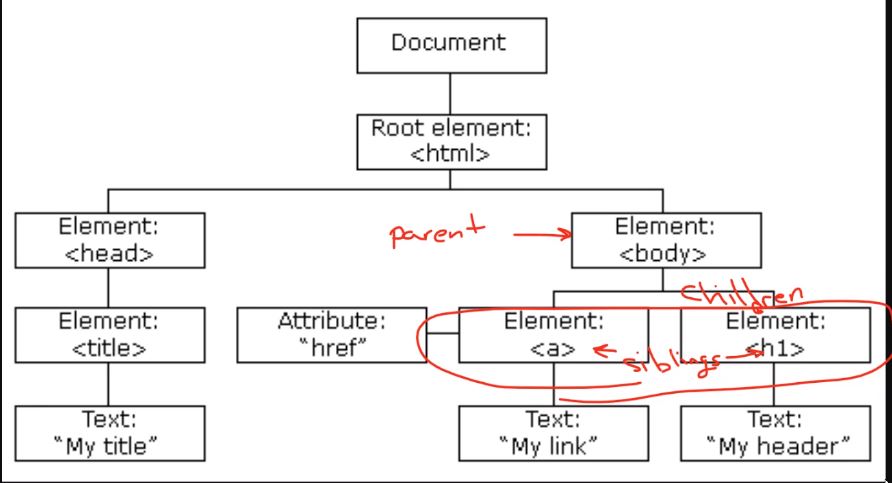 Document
Root element:
<html>
Element:
<head>
parent
Element:
<body>
children
Element:
<title>
Attribute:
"href"
Element:
<a>
siblings
Element:
<h1>
Text:
"My title"
Text:
"My link"
Text:
"My header"